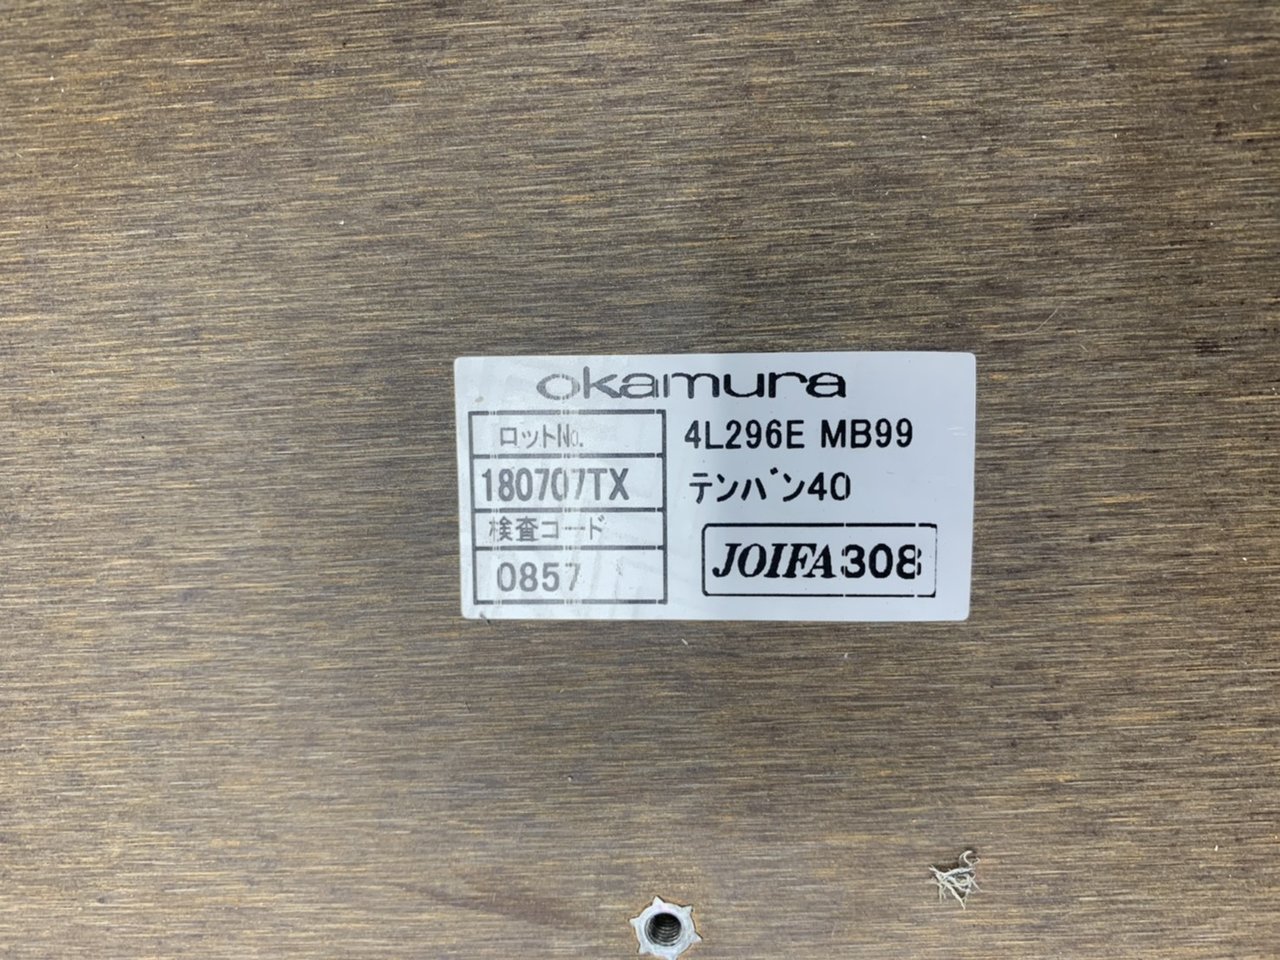 okamura
ロットNo.
180707TX
検査コード
0857
4L296E MB99
テンバン40
JOIFA308